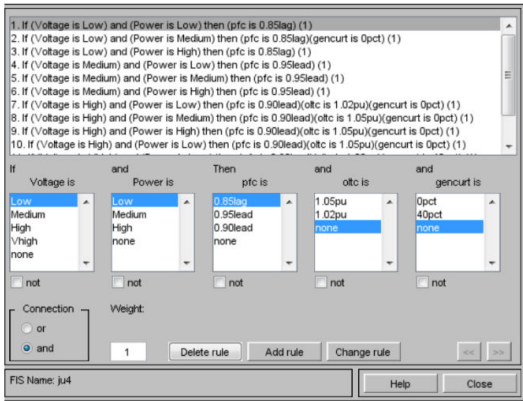 1. If (Voltage is Low) and (Power is Low) then (pfc is 0.85lag) (1)
2. If (Voltage is Low) and (Power is Medium) then (pfc is 0.85lag)(gencurt is 0pct) (1)
3. If (Voltage is Low) and (Power is High) then (pfc is 0.85lag) (1)
4. If (Voltage is Medium) and (Power is Low) then (pfc is 0.95lead) (1)
5. If (Voltage is Medium) and (Power is Medium) then (pfc is 0.95lead) (1)
6. If (Voltage is Medium) and (Power is High) then (pfc is 0.95lead) (1)
7. If (Voltage is High) and (Power is Low) then (pfc is 0.90lead)(oltc is 1.02pu)(gencurt is 0pct) (1)
8. If (Voltage is High) and (Power is Medium) then (pfc is 0.90lead)(oltc is 1.05pu)(gencurt is 0pct) (1)
9. If (Voltage is High) and (Power is High) then (pfc is 0.90lead)(oltc is 1.05pu)(gencurt is 0pct) (1)
10. If (Voltage is High) and (Power is Low) then (pfc is 0.90lead)(oltc is 1.05pu)(gencurt is 0pct) (1)
If and Then and and
Voltage is Power is pfc is oltc is gencurt is
Low Low 0.85lag 1.05pu 0pct
Medium Medium 0.95lead 1.02pu 40pct
High High 0.90lead none none
Vhigh none none
none
not not not not not
Connection Weight:
or
and 1 Delete rule Add rule Change rule << >>
FIS Name: ju4 Help Close